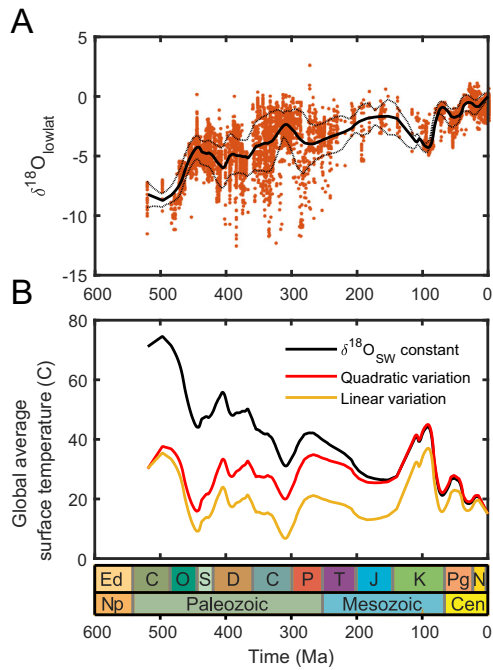 A
5
0
-5
-10
-15
δ¹⁸O_lowlat
600 500 400 300 200 100 0
B
80
60
40
20
0
Global average
surface temperature (C)
δ¹⁸O_SW constant
Quadratic variation
Linear variation
Ed C O S D C P T J K Pg N
Np Paleozoic Mesozoic Cen
600 500 400 300 200 100 0
Time (Ma)